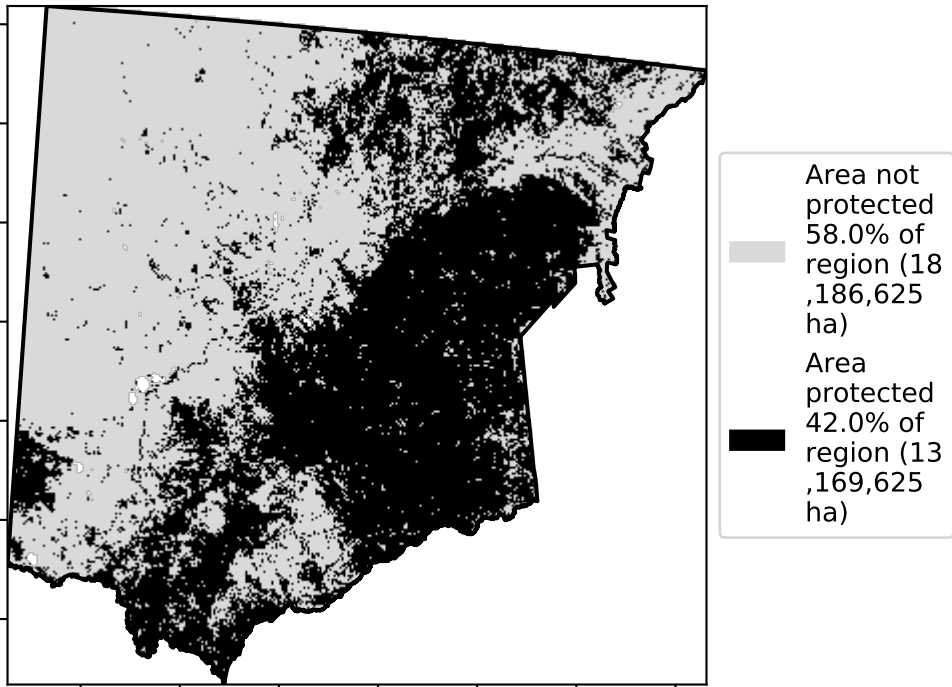 Area not
protected
58.0% of
region (18
,186,625
ha)
Area
protected
42.0% of
region (13
,169,625
ha)